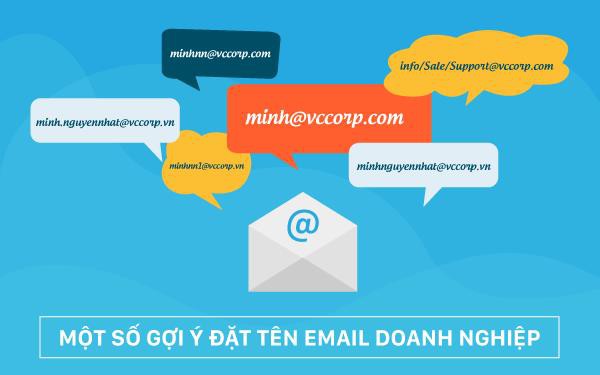 minhnn@vccorp.com
info/Sale/Support@vccorp.com
minh.nguyennhat@vccorp.vn
minh@vccorp.com
minhnn1@vccorp.vn
minhnguyennhat@vccorp.vn
@
MỘT SỐ GỢI Ý ĐẶT TÊN EMAIL DOANH NGHIỆP